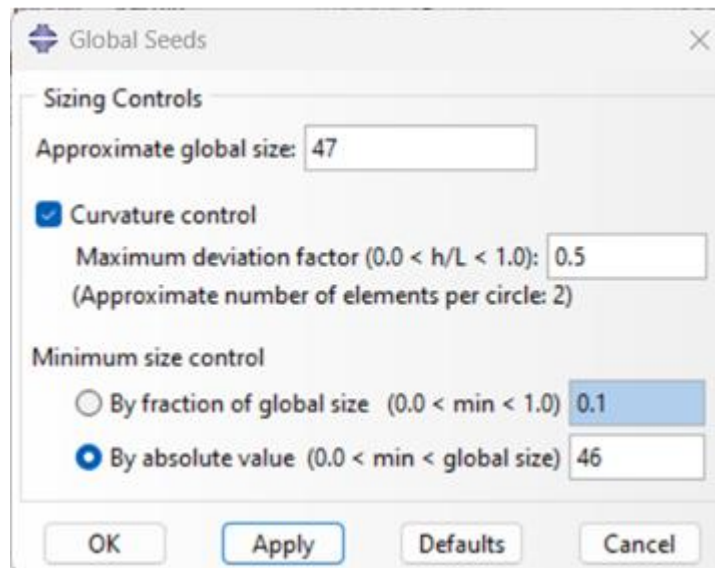 Global Seeds
Sizing Controls
Approximate global size: 47
Curvature control
Maximum deviation factor (0.0 < h/L < 1.0): 0.5
(Approximate number of elements per circle: 2)
Minimum size control
By fraction of global size (0.0 < min < 1.0) 0.1
By absolute value (0.0 < min < global size) 46
OK Apply Defaults Cancel